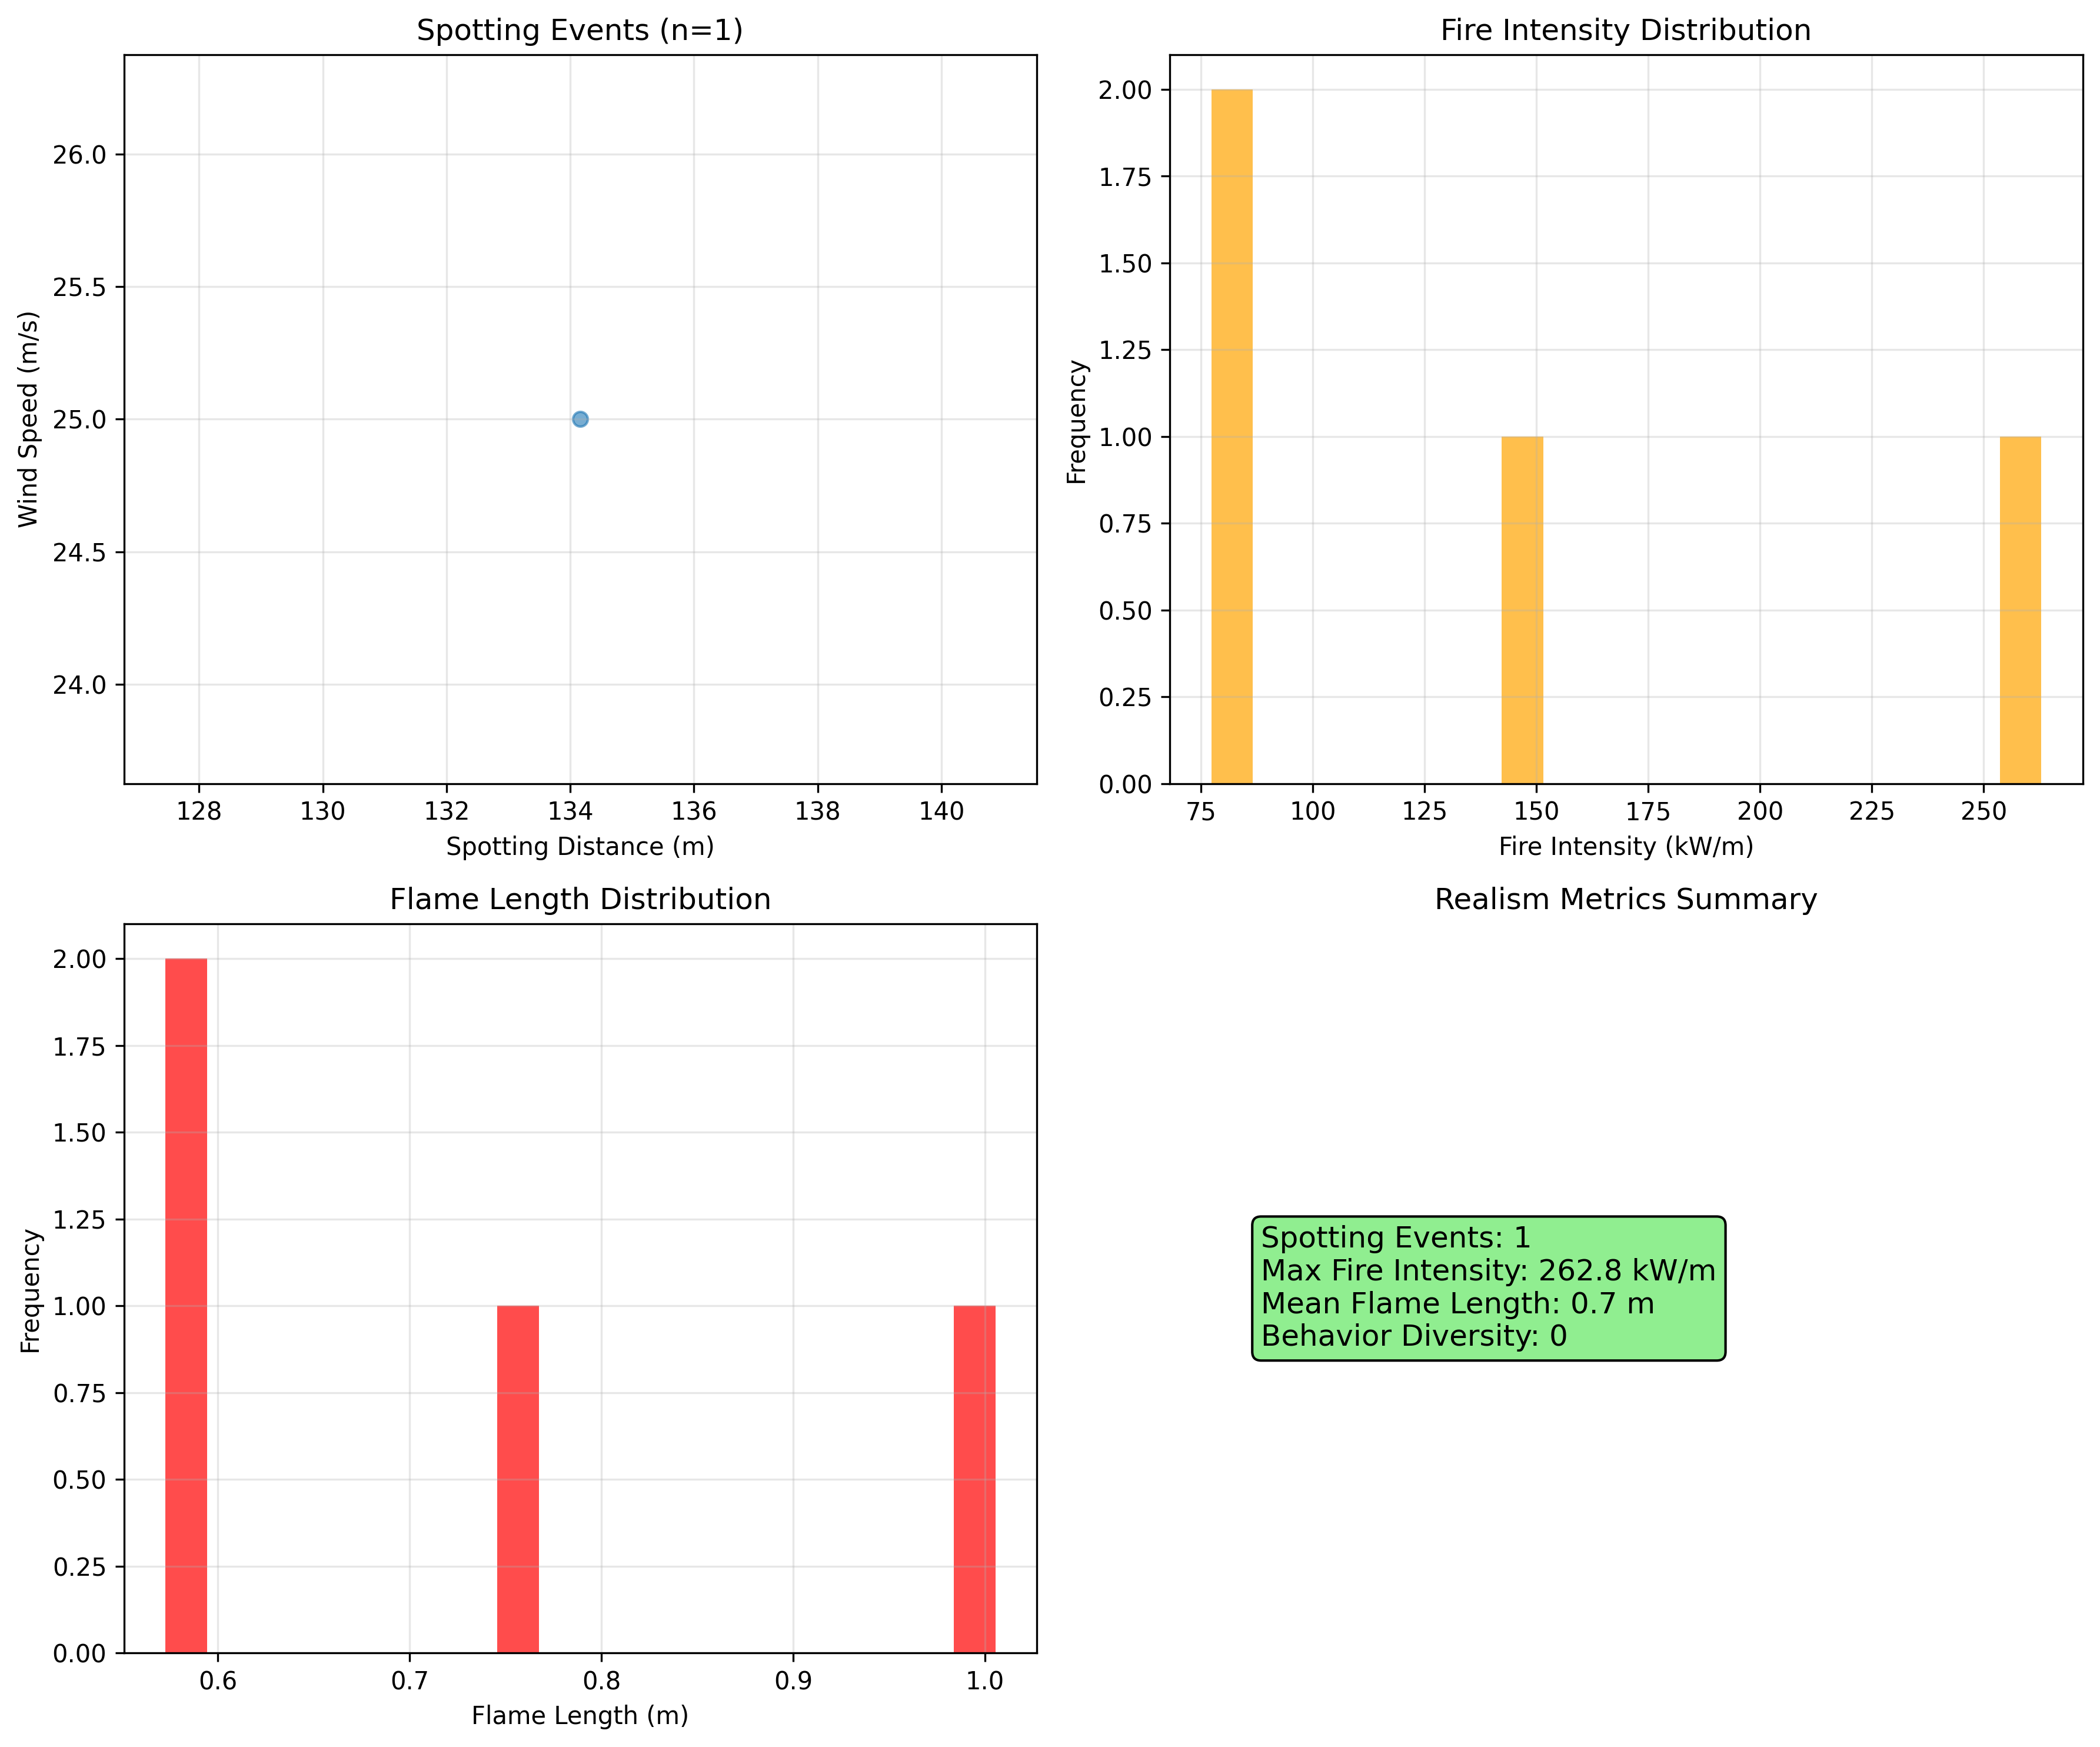 Spotting Events (n=1)
26.0
25.5
25.0
24.5
24.0
Wind Speed (m/s)
128 130 132 134 136 138 140
Spotting Distance (m)
Fire Intensity Distribution
2.00
1.75
1.50
1.25
1.00
0.75
0.50
0.25
0.00
Frequency
75 100 125 150 175 200 225 250
Fire Intensity (kW/m)
Flame Length Distribution
2.00
1.75
1.50
1.25
1.00
0.75
0.50
0.25
0.00
Frequency
0.6 0.7 0.8 0.9 1.0
Flame Length (m)
Realism Metrics Summary
Spotting Events: 1
Max Fire Intensity: 262.8 kW/m
Mean Flame Length: 0.7 m
Behavior Diversity: 0